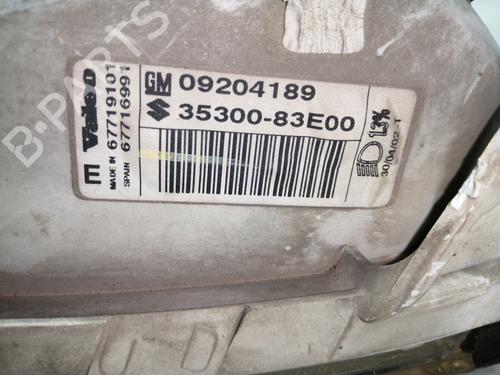 Valeo
67719101
67716991
MADE IN
SPAIN
E
GM 09204189
35300-83E00
1.3%
30/04/02-1
B-PARTS